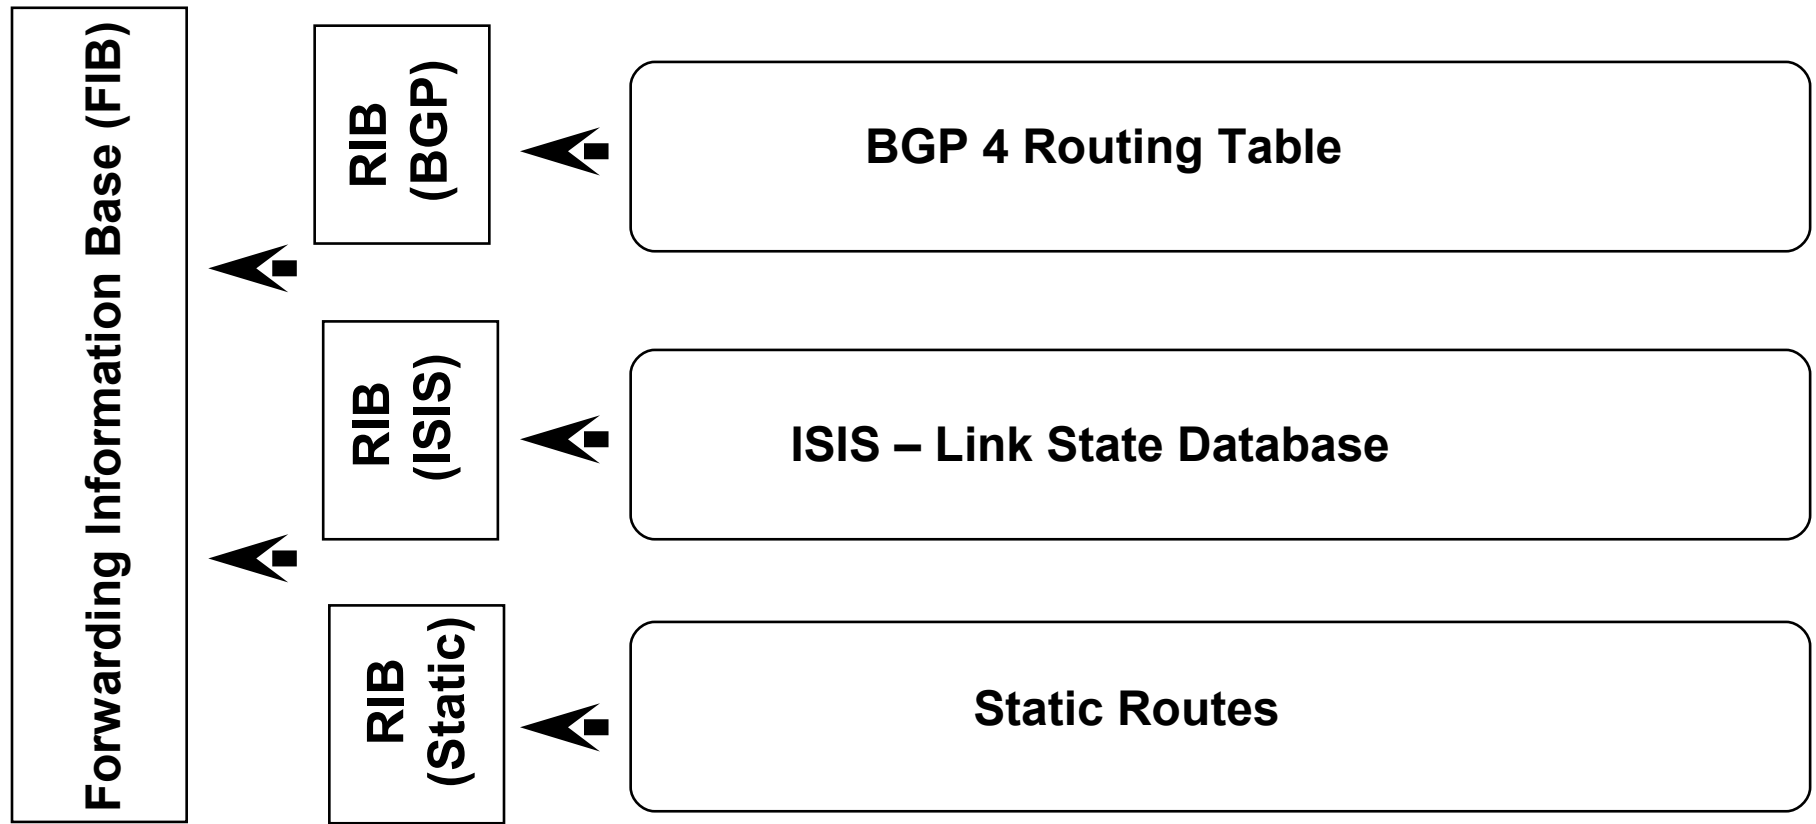 Forwarding Information Base (FIB)
RIB
(BGP)
BGP 4 Routing Table
RIB
(ISIS)
ISIS – Link State Database
RIB
(Static)
Static Routes